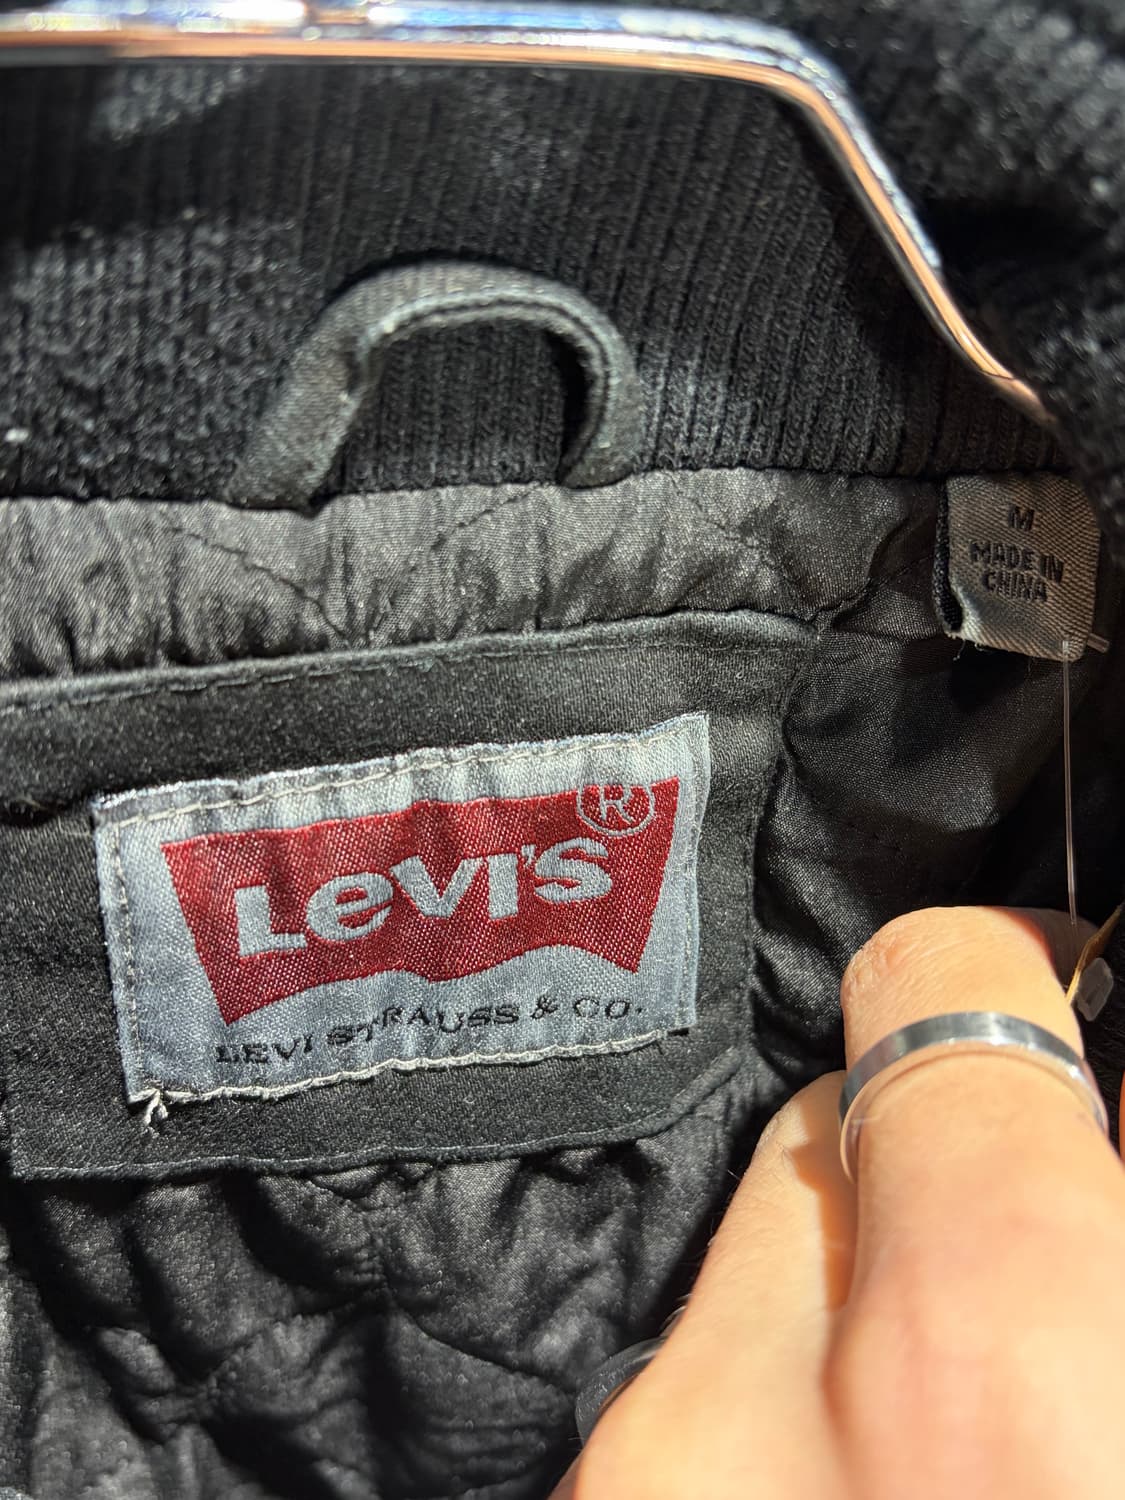 M
MADE IN
CHINA
LEVI'S ®
LEVI STRAUSS & CO.